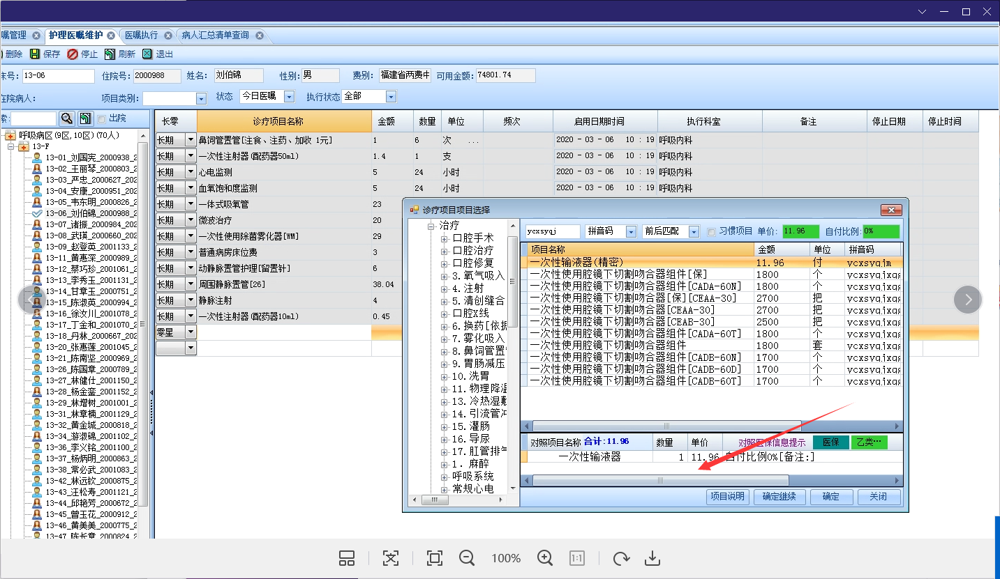 嘱管理 护理医嘱维护 医嘱执行 病人汇总清单查询
删除 保存 停止 刷新 退出
床号: 13-06 住院号: 2000988 姓名: 刘伯锦 性别: 男 费别: 福建省两费中 可用金额: 74801.74
在院病人: 项目类别: 状态 今日医嘱 执行状态 全部
索: 出院
呼吸病区(9区,10区)(70人)
13-F
13-01_刘国宪_2000938_2
13-02_王丽琴_2000803_2
13-03_严忠_2000627_202
13-04_安康_2000951_202
13-05_韦东明_2000826_2
13-06_刘伯锦_2000988_2
13-07_诸振_2000984_202
13-08_武瑛_2000660_202
13-09_赵登英_2001133_2
13-11_黄惠深_2000989_2
13-12_蔡巧珍_2001061_2
13-13_李秀玉_2001131_2
13-14_甘章玉_2000751_2
13-15_陈淑英_2000994_2
13-16_徐汝川_2001078_2
13-17_丁金和_2001070_2
13-18_丹林_2000667_202
13-20_张惠莲_2001045_2
13-21_陈南坚_2000969_2
13-26_陈国章_2000789_2
13-27_林健仕_2001150_2
13-28_杨金銮_2001152_2
13-29_林增树_2001001_2
13-31_林章楠_2001129_2
13-32_黄金城_2000818_2
13-34_游淑锦_2001102_2
13-36_李义铭_2001100_2
13-37_杨炳明_2000863_2
13-38_常必武_2001083_2
13-42_林远钦_2000875_2
13-43_汪松寿_2001121_2
13-44_邱艳芳_2000672_2
13-45_曾玉花_2000912_2
13-46_黄美美_2000775_2
13-47_陈长意_2000824_2
长零 诊疗项目名称 金额 数量 单位 频次 启用日期时间 执行科室 备注 停止日期 停止时间
长期 鼻饲管置管[注食、注药、加收 1元] 1 6 次 ... 2020-03-06 10:19 呼吸内科
长期 一次性注射器(配药器50ml) 1.4 1 支 2020-03-06 10:19 呼吸内科
长期 心电监测 5 24 小时 2020-03-06 10:19 呼吸内科
长期 血氧饱和度监测 5 24 小时 2020-03-06 10:19 呼吸内科
长期 一体式吸氧管 23
长期 微波治疗 20
长期 一次性使用除菌雾化器[WM] 29
长期 普通病房床位费 3
长期 动静脉置管护理[留置针] 6
长期 周围静脉置管[26] 38.04
长期 静脉注射 4
长期 一次性注射器(配药器10ml) 0.45
零星
诊疗项目项目选择
治疗
口腔手术
口腔治疗
口腔修复
3. 氧气吸入
4. 注射
5. 清创缝合
口腔X线
6. 换药[依据
7. 雾化吸入
8. 鼻饲管置
9. 胃肠减压
10. 洗胃
11. 物理降温
13. 冷热湿敷
14. 引流管冲
15. 灌肠
16. 导尿
17. 肛管排气
1. 麻醉
呼吸系统
常规心电
ycxsyqj 拼音码 前后匹配 习惯项目 单价: 11.96 自付比例: 0%
项目名称 金额 单位 拼音码
一次性输液器(精密) 11.96 付 ycxsyqjm
一次性使用腔镜下切割吻合器组件[保] 1800 个 ycxsyqjxqg
一次性使用腔镜下切割吻合器组件[CADA-60N] 1800 个 ycxsyqjxqg
一次性使用腔镜下切割吻合器[保][CEAA-30] 2700 把 ycxsyqjxqg
一次性使用腔镜下切割吻合器[CEAA-30] 2700 把 ycxsyqjxqg
一次性使用腔镜下切割吻合器[CEAB-30] 2500 把 ycxsyqjxqg
一次性使用腔镜下切割吻合器组件[CADA-60T] 1800 个 ycxsyqjxqg
一次性使用腔镜下切割吻合器组件 1800 套 ycxsyqjxqg
一次性使用腔镜下切割吻合器组件[CADB-60N] 1700 个 ycxsyqjxqg
一次性使用腔镜下切割吻合器组件[CADB-60D] 1700 个 ycxsyqjxqg
一次性使用腔镜下切割吻合器组件[CADB-60T] 1700 个 ycxsyqjxqg
对照项目名称 合计:11.96 数量 单价 对照医保信息提示 医保 乙类…
一次性输液器 1 11.96 自付比例0%[备注:]
项目说明 确定继续 确定 关闭
100% 1:1